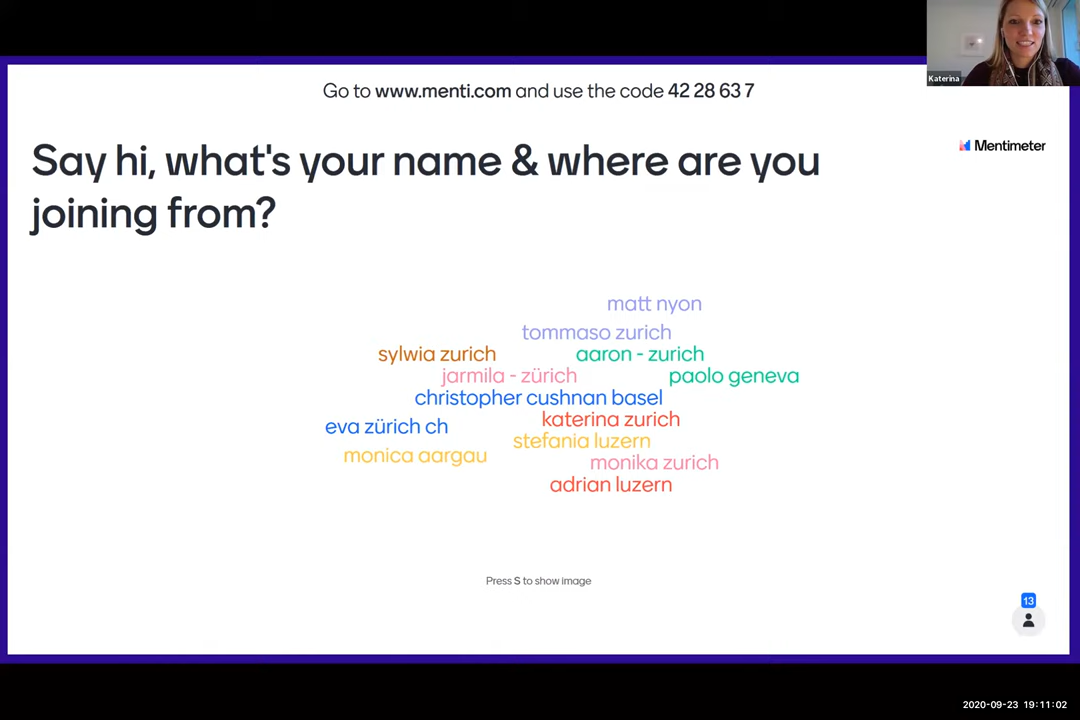 Katerina
Go to www.menti.com and use the code 42 28 63 7
Mentimeter
Say hi, what's your name & where are you
joining from?
matt nyon
tommaso zurich
sylwia zurich
aaron - zurich
jarmila - zürich
paolo geneva
christopher cushnan basel
katerina zurich
eva zürich ch
stefania luzern
monica aargau
monika zurich
adrian luzern
Press S to show image
13
2020-09-23 19:11:02